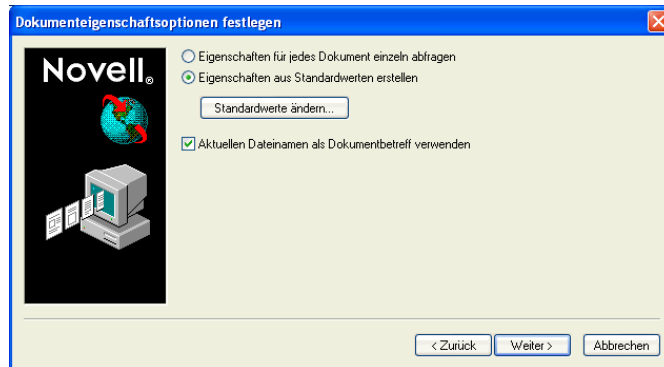 Dokumenteigenschaftsoptionen festlegen
Novell®
Eigenschaften für jedes Dokument einzeln abfragen
Eigenschaften aus Standardwerten erstellen
Standardwerte ändern...
Aktuellen Dateinamen als Dokumentbetreff verwenden
< Zurück
Weiter >
Abbrechen